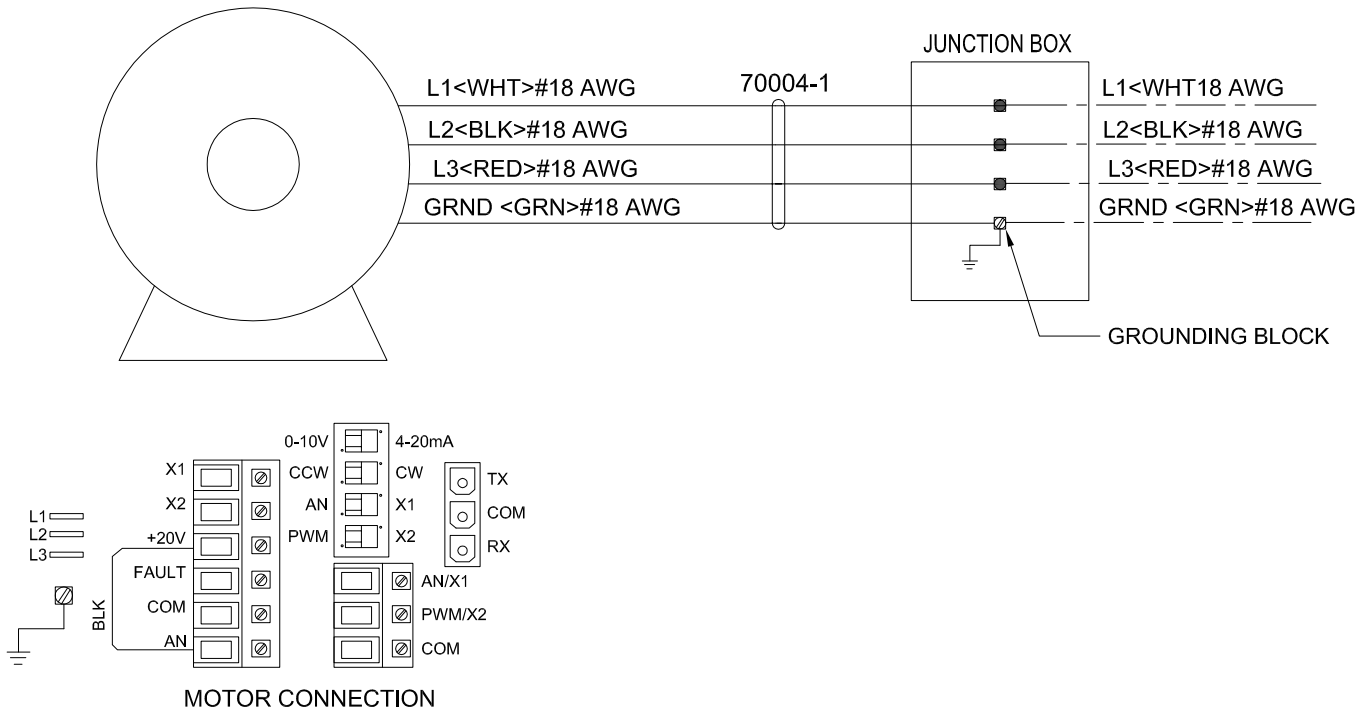 JUNCTION BOX
L1<WHT>#18 AWG
70004-1
L1<WHT18 AWG
L2<BLK>#18 AWG
L2<BLK>#18 AWG
L3<RED>#18 AWG
L3<RED>#18 AWG
GRND <GRN>#18 AWG
GRND <GRN>#18 AWG
GROUNDING BLOCK
L1
L2
L3
BLK
X1
X2
+20V
FAULT
COM
AN
0-10V
4-20mA
CCW
CW
AN
X1
PWM
X2
TX
COM
RX
AN/X1
PWM/X2
COM
MOTOR CONNECTION